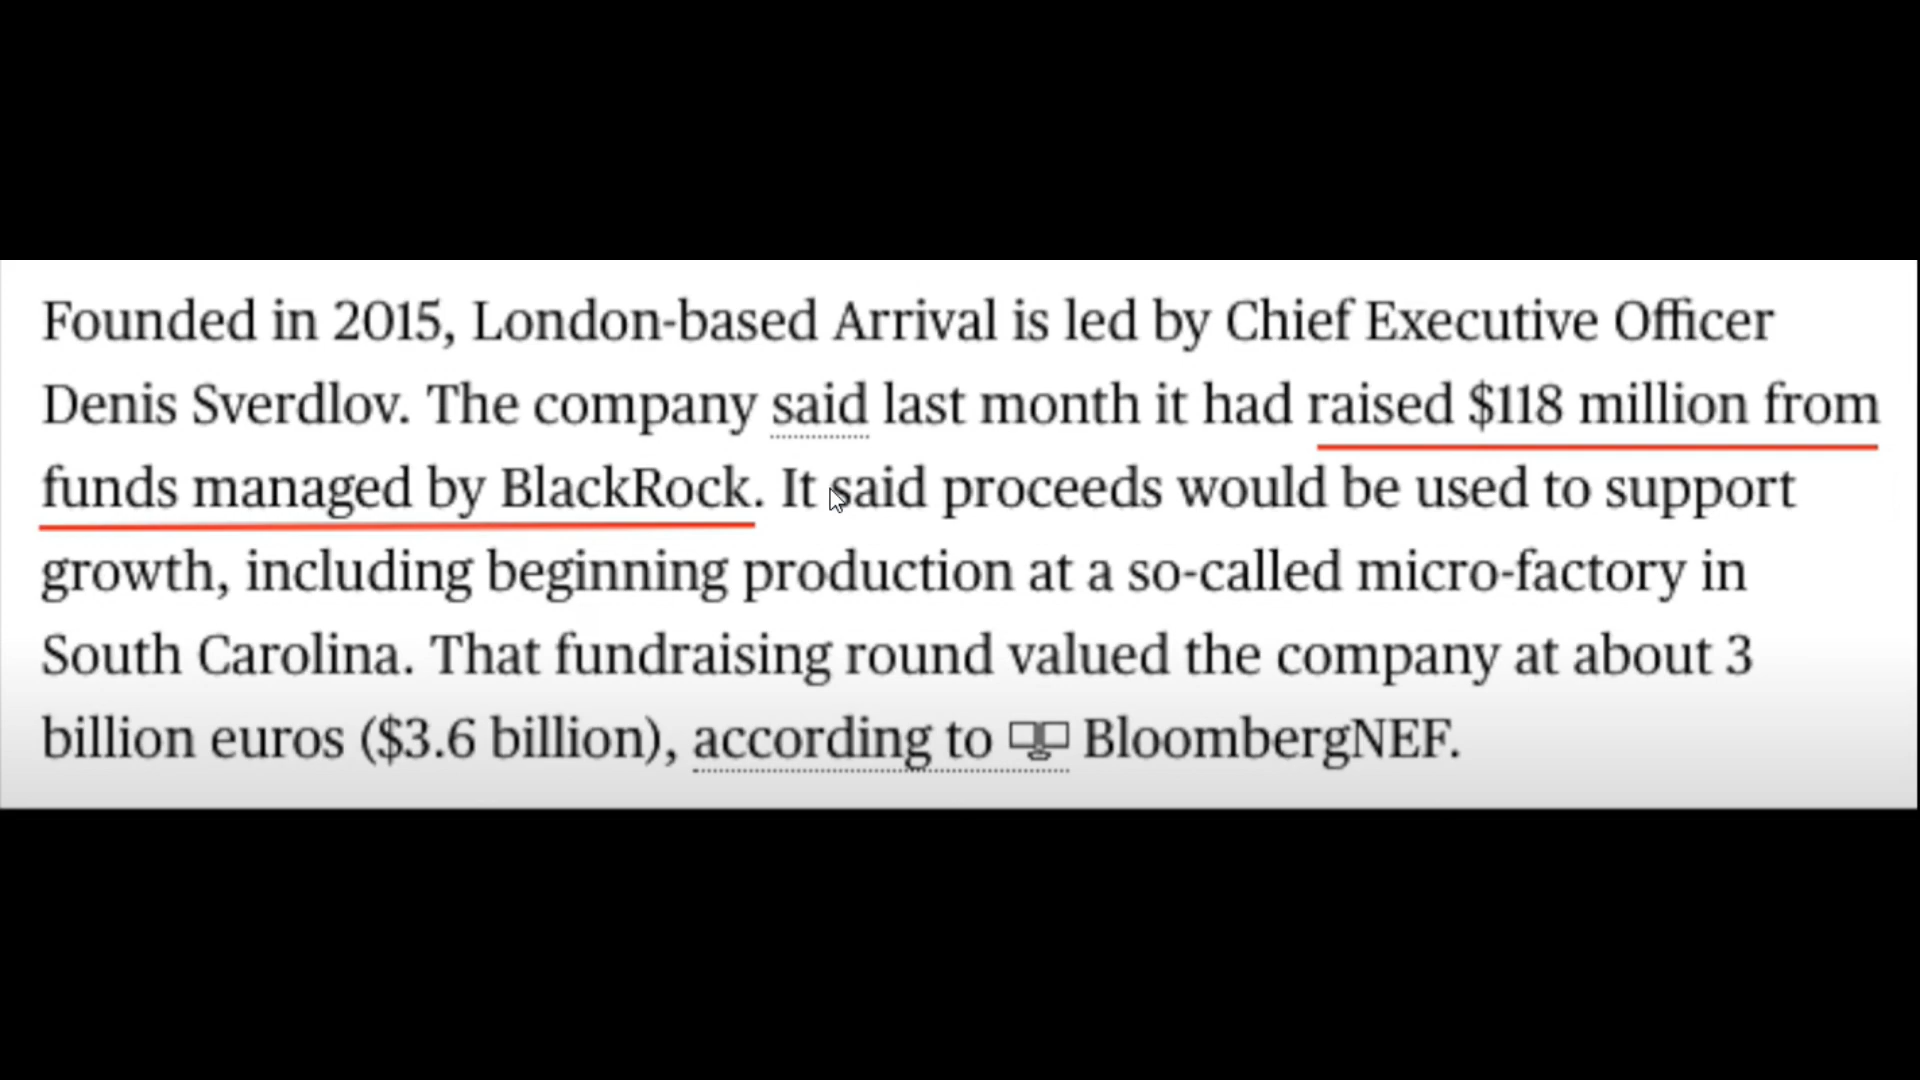 Founded in 2015, London-based Arrival is led by Chief Executive Officer
Denis Sverdlov. The company said last month it had raised $118 million from
funds managed by BlackRock. It said proceeds would be used to support
growth, including beginning production at a so-called micro-factory in
South Carolina. That fundraising round valued the company at about 3
billion euros ($3.6 billion), according to BloombergNEF.